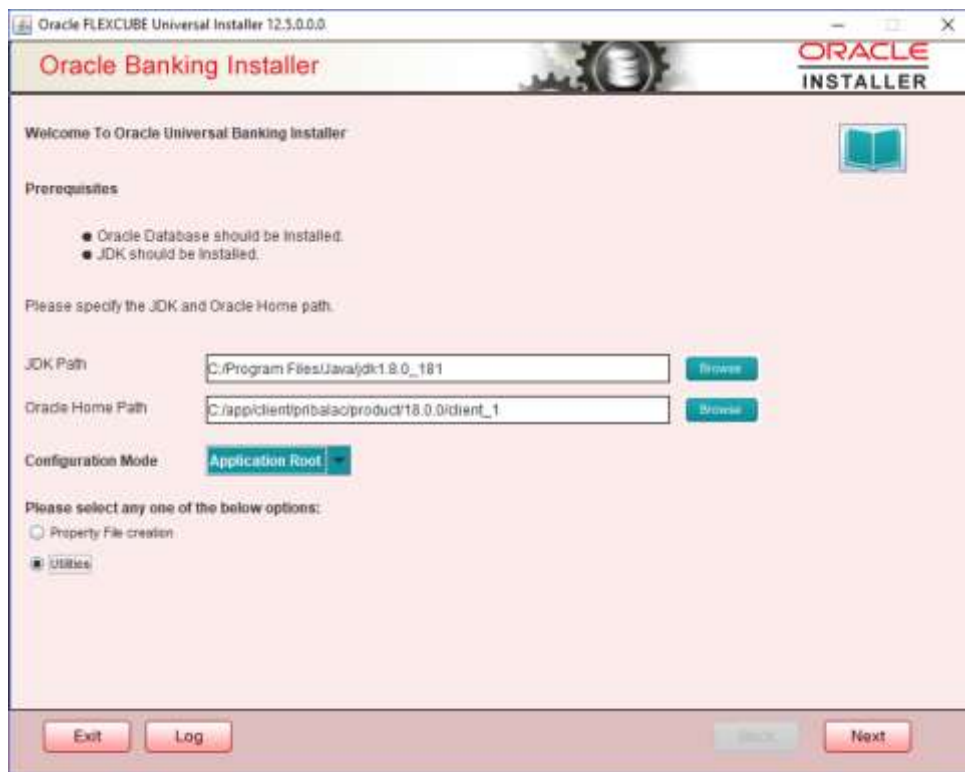 Oracle FLEXCUBE Universal Installer 12.5.0.0.0
Oracle Banking Installer
ORACLE
INSTALLER
Welcome To Oracle Universal Banking Installer
Prerequisites
Oracle Database should be Installed.
JDK should be Installed.
Please specify the JDK and Oracle Home path.
JDK Path
C:/Program Files/Java/jdk1.8.0_181
Browse
Oracle Home Path
C:/app/client/pribalac/product/18.0.0/client_1
Browse
Configuration Mode
Application Root
Please select any one of the below options:
Property File creation
Utilities
Exit
Log
Back
Next